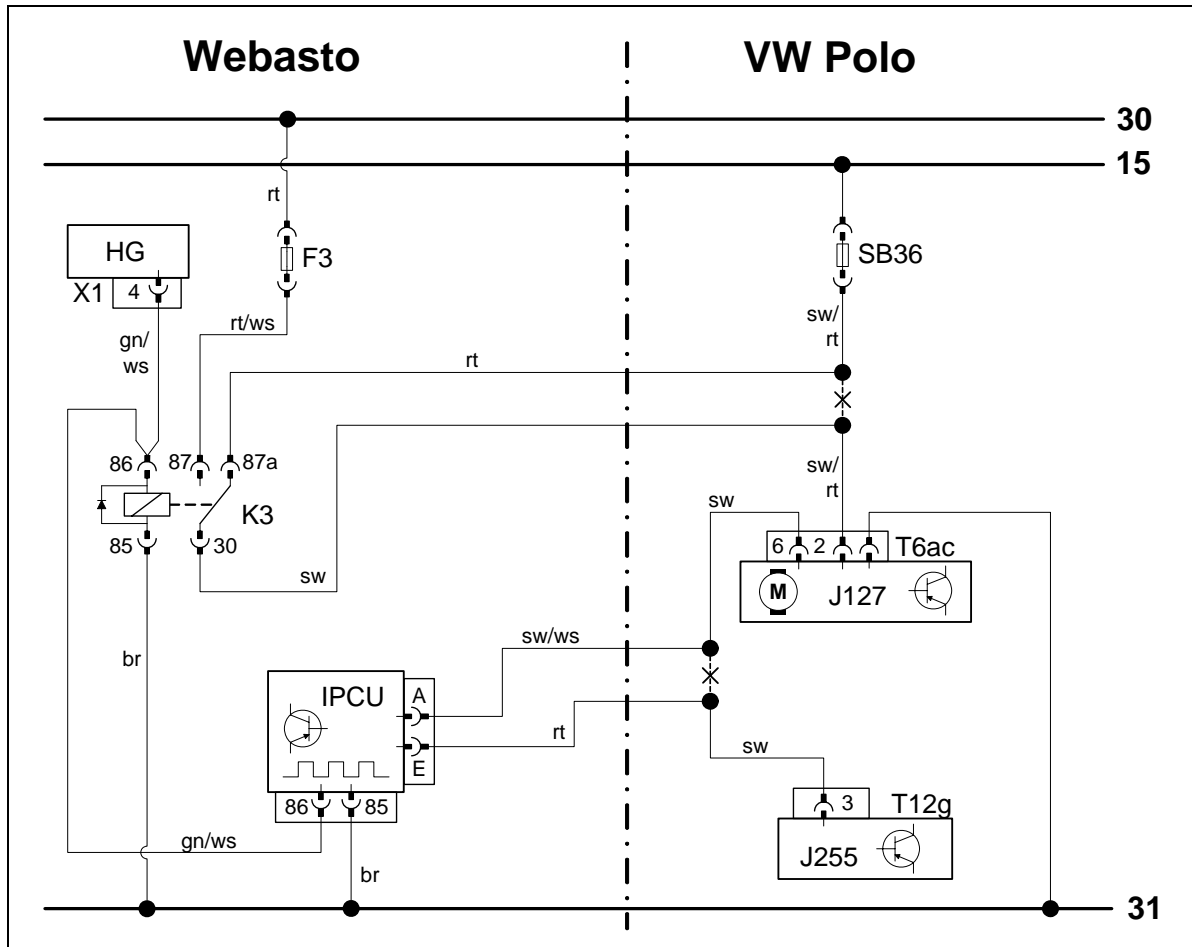 Webasto
VW Polo
30
15
rt
HG
F3
SB36
X1
4
rt/ws
sw/
rt
gn/
ws
rt
86
87
87a
sw/
rt
K3
sw
85
30
6
2
T6ac
sw
M
J127
br
sw/ws
IPCU
A
rt
E
sw
86
85
3
T12g
gn/ws
J255
br
31